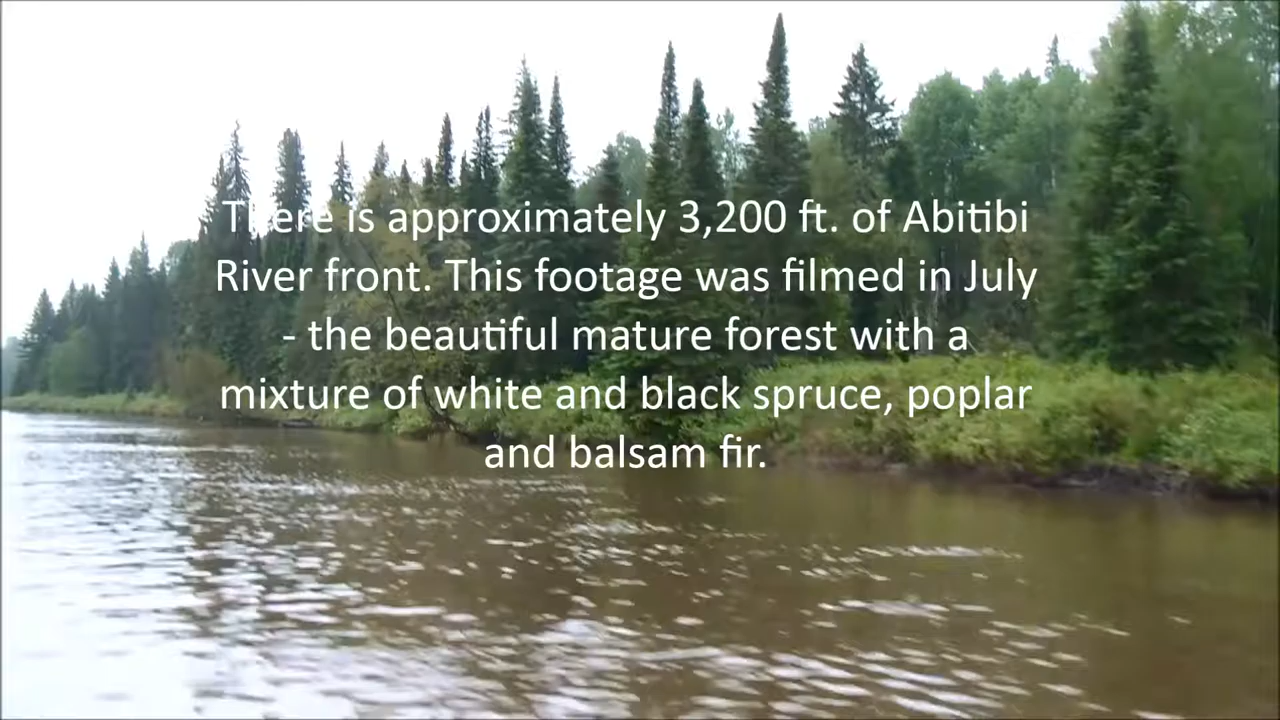 There is approximately 3,200 ft. of Abitibi
River front. This footage was filmed in July
- the beautiful mature forest with a
mixture of white and black spruce, poplar
and balsam fir.